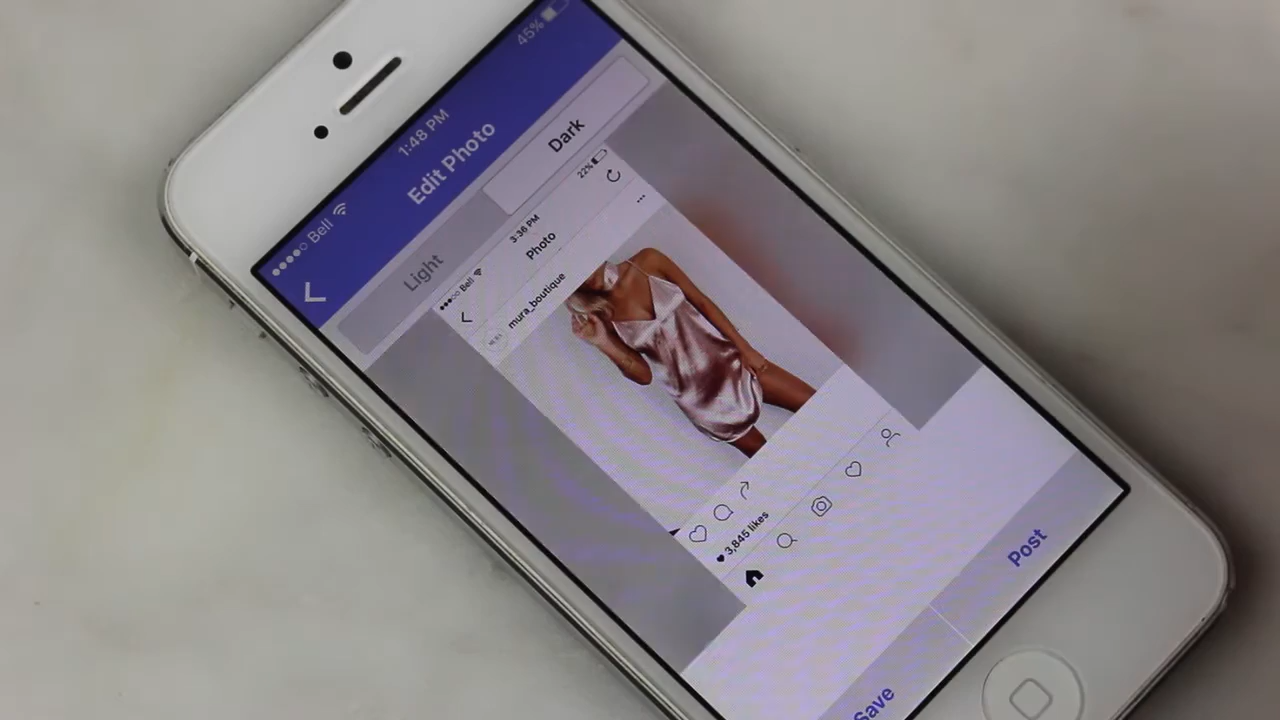 Bell 1:48 PM 45%
Edit Photo
Light Dark
Bell 3:36 PM 22%
Photo
mura_boutique
3,845 likes
Save Post